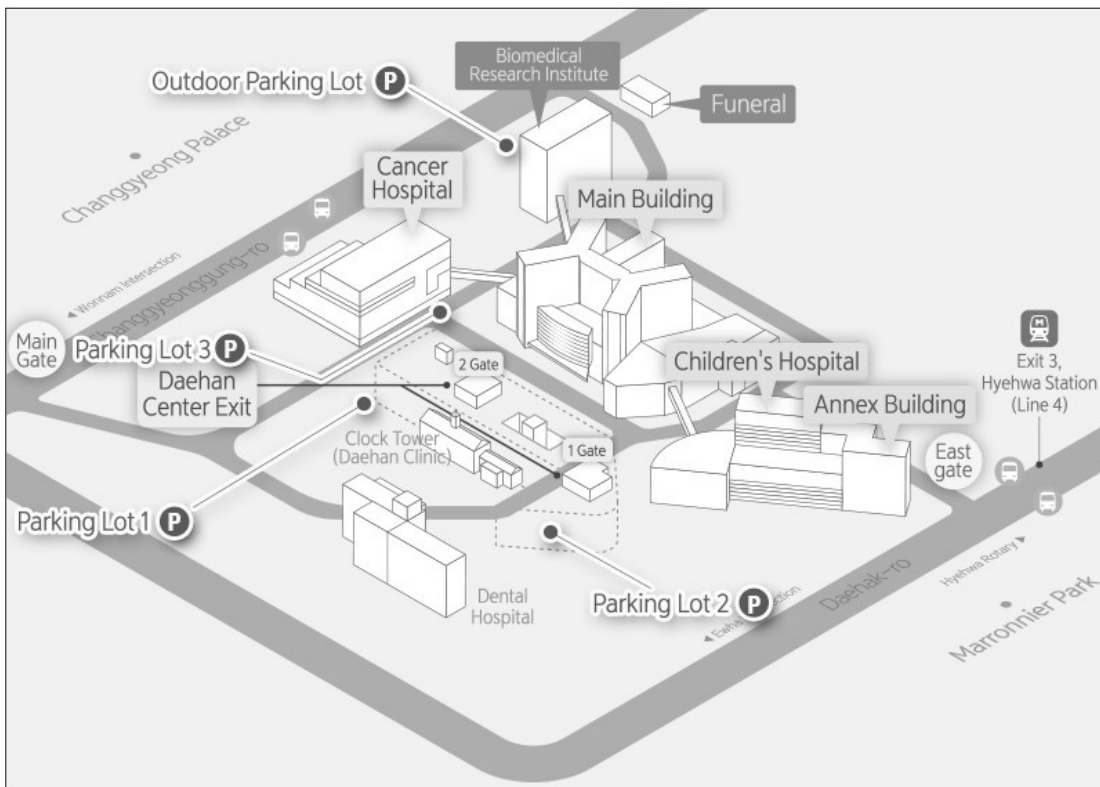 Biomedical
Research Institute
Outdoor Parking Lot P
Funeral
Changgyeong Palace
Cancer
Hospital
Main Building
Wonnam Intersection
Changgyeonggung-ro
Main
Gate
Parking Lot 3 P
Daehan
Center Exit
2 Gate
Children's Hospital
Annex Building
M
Exit 3,
Hyehwa Station
(Line 4)
Clock Tower
(Daehan Clinic)
1 Gate
East
gate
Parking Lot 1 P
Dental
Hospital
Parking Lot 2 P
Daehak-ro
Hyehwa Rotary
Marronnier Park